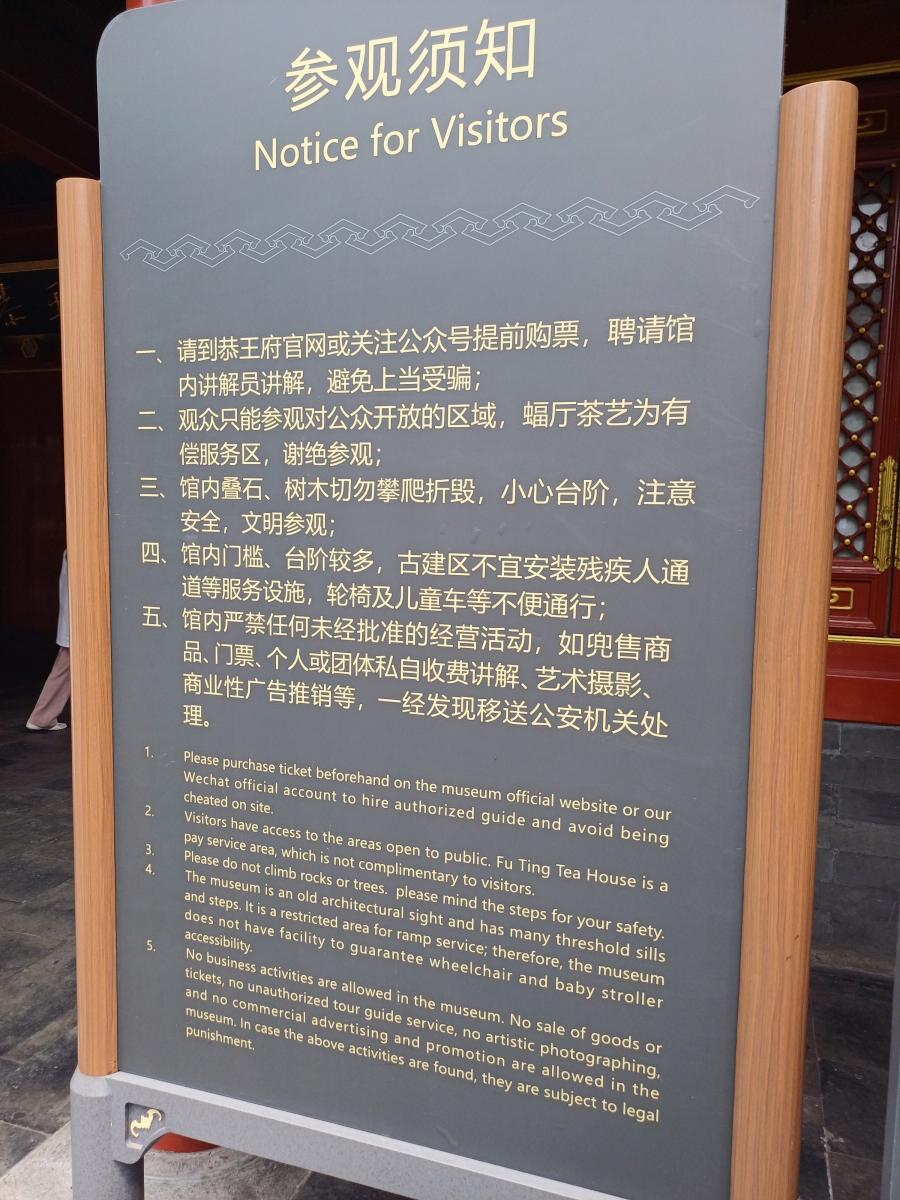 参观须知
Notice for Visitors
一、请到恭王府官网或关注公众号提前购票，聘请馆
内讲解员讲解，避免上当受骗；
二、观众只能参观对公众开放的区域，蝠厅茶艺为有
偿服务区，谢绝参观；
三、馆内叠石、树木切勿攀爬折毁，小心台阶，注意
安全，文明参观；
四、馆内门槛、台阶较多，古建区不宜安装残疾人通
道等服务设施，轮椅及儿童车等不便通行；
五、馆内严禁任何未经批准的经营活动，如兜售商
品、门票、个人或团体私自收费讲解、艺术摄影、
商业性广告推销等，一经发现移送公安机关处
理。
1. Please purchase ticket beforehand on the museum official website or our
Wechat official account to hire authorized guide and avoid being
cheated on site.
2. Visitors have access to the areas open to public. Fu Ting Tea House is a
pay service area, which is not complimentary to visitors.
3. Please do not climb rocks or trees. please mind the steps for your safety.
4. The museum is an old architectural sight and has many threshold sills
and steps. It is a restricted area for ramp service; therefore, the museum
does not have facility to guarantee wheelchair and baby stroller
accessibility.
5. No business activities are allowed in the museum. No sale of goods or
tickets, no unauthorized tour guide service, no artistic photographing,
and no commercial advertising and promotion are allowed in the
museum. In case the above activities are found, they are subject to legal
punishment.